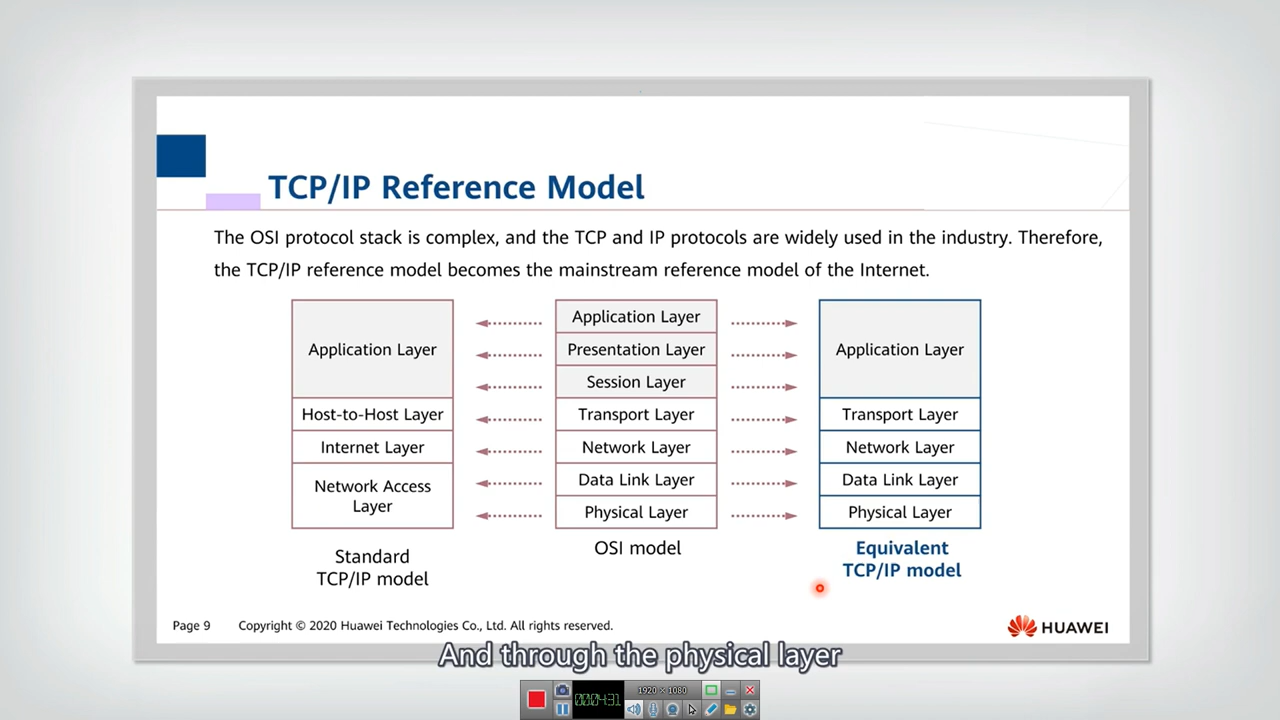 TCP/IP Reference Model
The OSI protocol stack is complex, and the TCP and IP protocols are widely used in the industry. Therefore,
the TCP/IP reference model becomes the mainstream reference model of the Internet.
Application Layer
Host-to-Host Layer
Internet Layer
Network Access
Layer
Standard
TCP/IP model
Application Layer
Presentation Layer
Session Layer
Transport Layer
Network Layer
Data Link Layer
Physical Layer
OSI model
Application Layer
Transport Layer
Network Layer
Data Link Layer
Physical Layer
Equivalent
TCP/IP model
Page 9
Copyright © 2020 Huawei Technologies Co., Ltd. All rights reserved.
HUAWEI
And through the physical layer
1920 × 1080
000:04:31